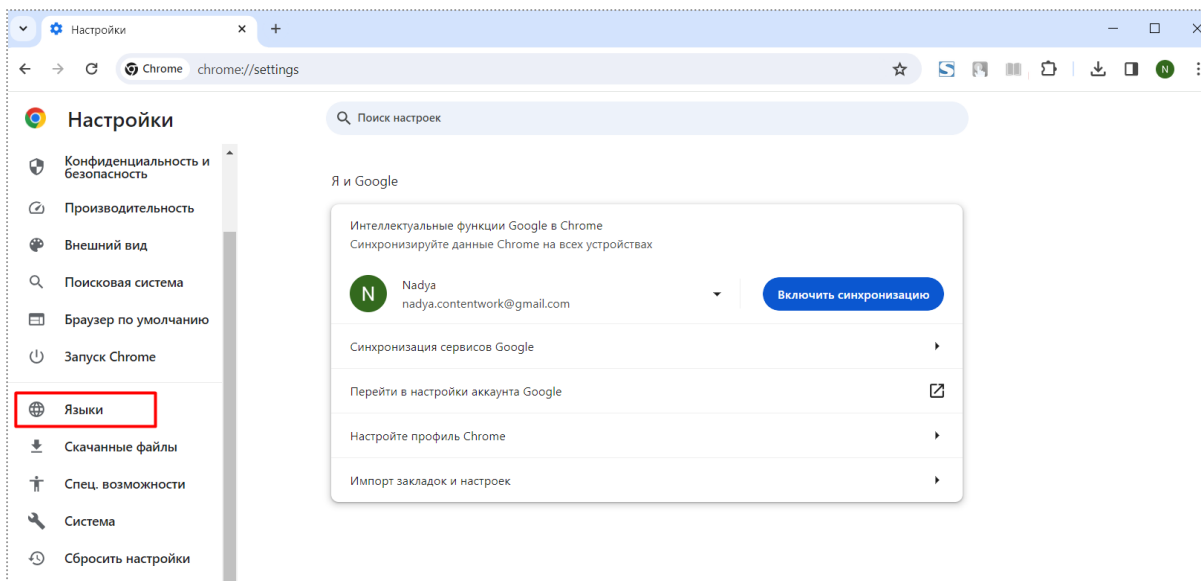 Настройки
Chrome
chrome://settings
N
Настройки
Поиск настроек
Конфиденциальность и
безопасность
Производительность
Внешний вид
Поисковая система
Браузер по умолчанию
Запуск Chrome
Языки
Скачанные файлы
Спец. возможности
Система
Сбросить настройки
Я и Google
Интеллектуальные функции Google в Chrome
Синхронизируйте данные Chrome на всех устройствах
N
Nadya
nadya.contentwork@gmail.com
Включить синхронизацию
Синхронизация сервисов Google
Перейти в настройки аккаунта Google
Настройте профиль Chrome
Импорт закладок и настроек